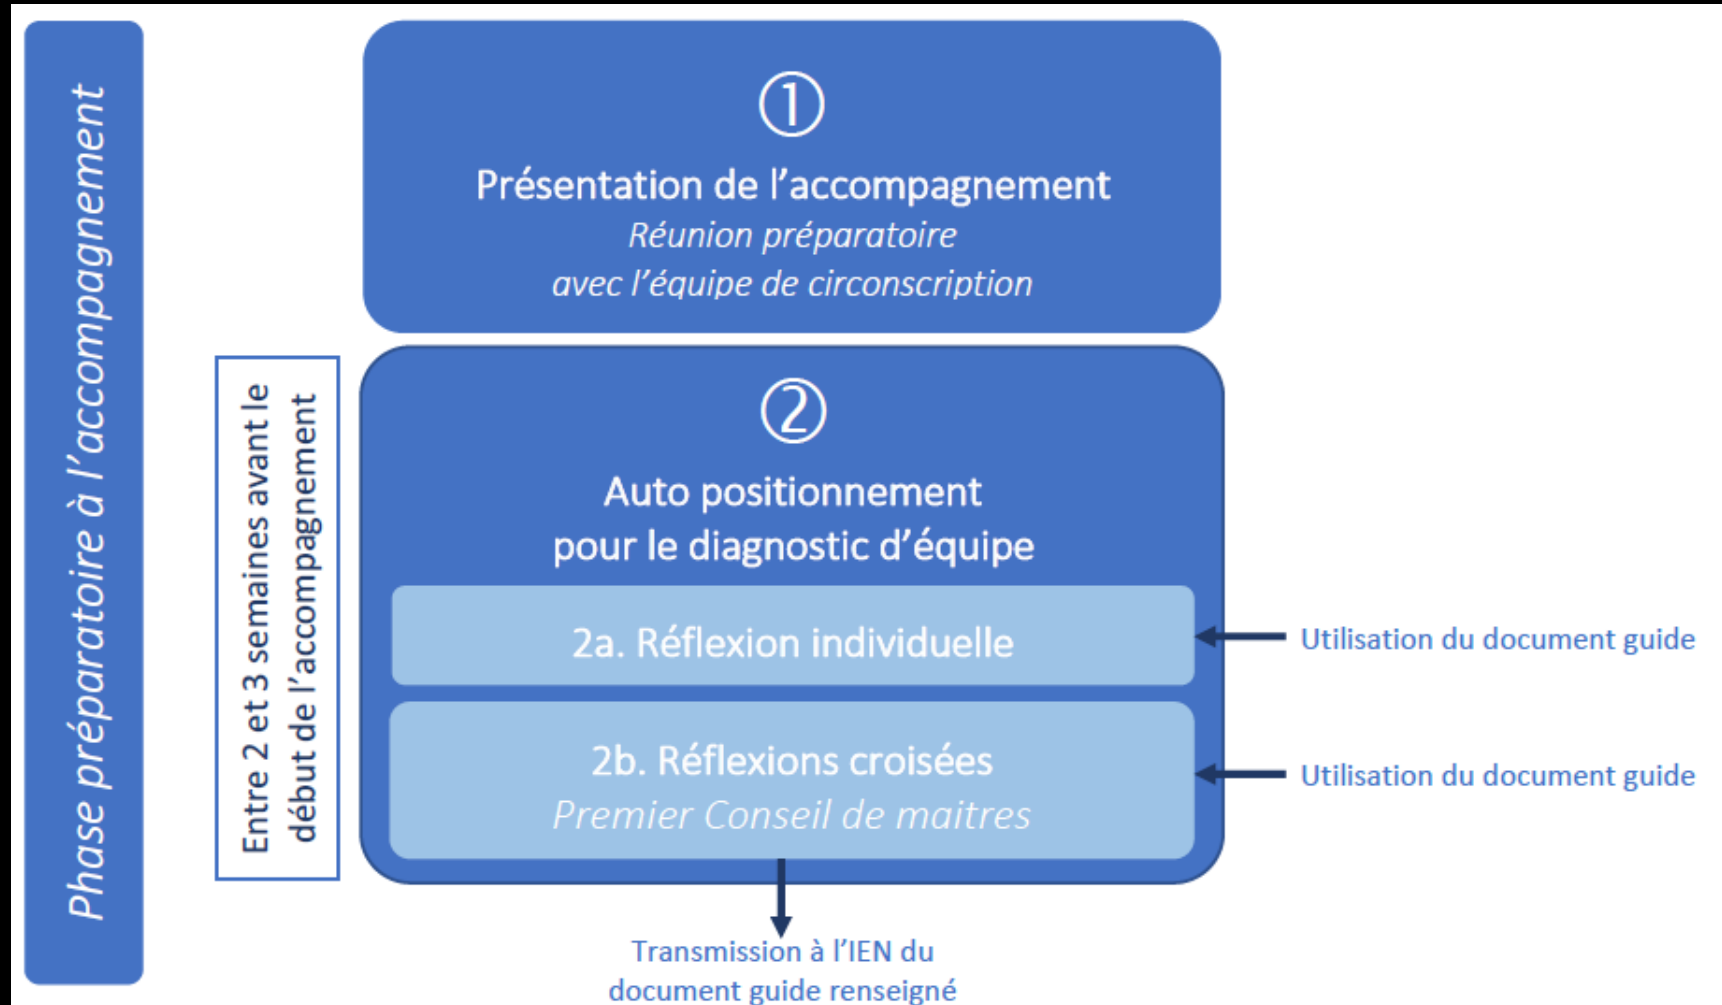 Phase préparatoire à l'accompagnement
①
Présentation de l'accompagnement
Réunion préparatoire
avec l'équipe de circonscription
Entre 2 et 3 semaines avant le
début de l'accompagnement
②
Auto positionnement
pour le diagnostic d'équipe
2a. Réflexion individuelle
Utilisation du document guide
2b. Réflexions croisées
Premier Conseil de maitres
Utilisation du document guide
Transmission à l'IEN du
document guide renseigné